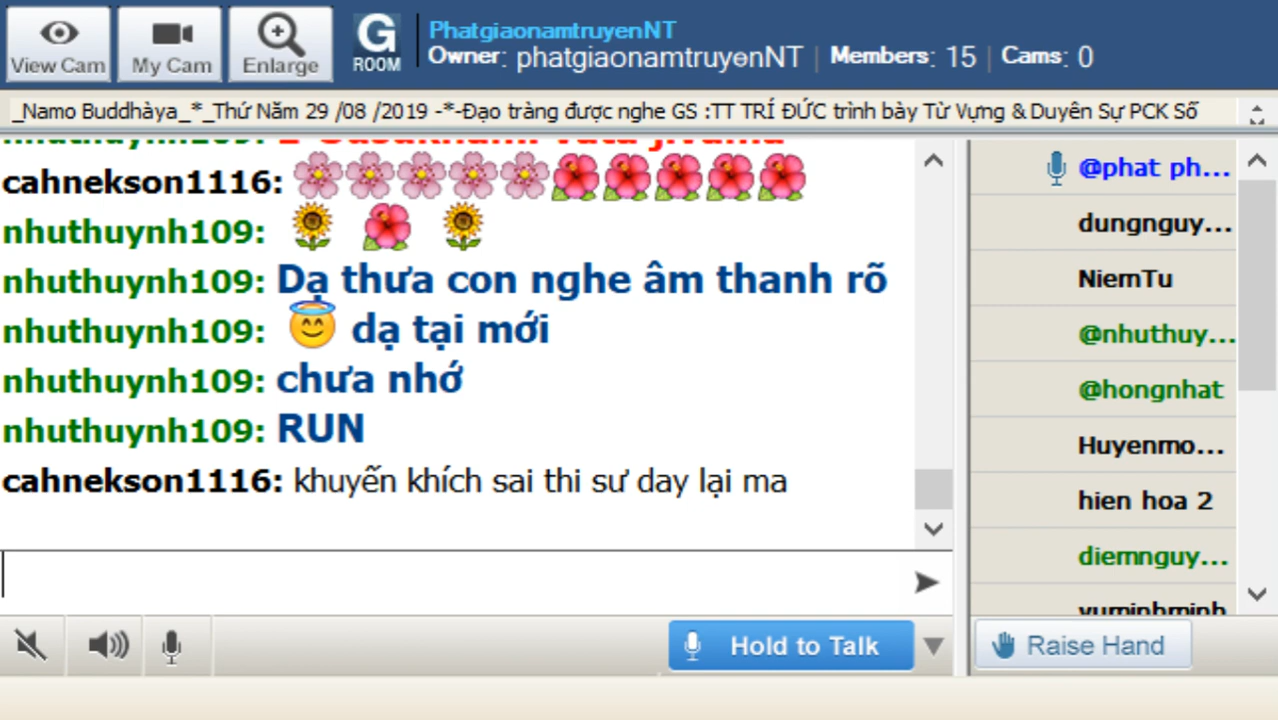 View Cam
My Cam
Enlarge
G
ROOM
PhatgiaonamtruyenNT
Owner: phatgiaonamtruyenNT | Members: 15 | Cams: 0
_Namo Buddhàya_*_Thứ Năm 29 /08 /2019 -*-Đạo tràng được nghe GS :TT TRÍ ĐỨC trình bày Từ Vựng & Duyên Sự PCK Số
cahnekson1116:
nhuthuynh109:
nhuthuynh109: Dạ thưa con nghe âm thanh rõ
nhuthuynh109: dạ tại mới
nhuthuynh109: chưa nhớ
nhuthuynh109: RUN
cahnekson1116: khuyến khích sai thi sư day lại ma
@phat ph...
dungnguy...
NiemTu
@nhuthuy...
@hongnhat
Huyenmo...
hien hoa 2
diemnguy...
Hold to Talk
Raise Hand